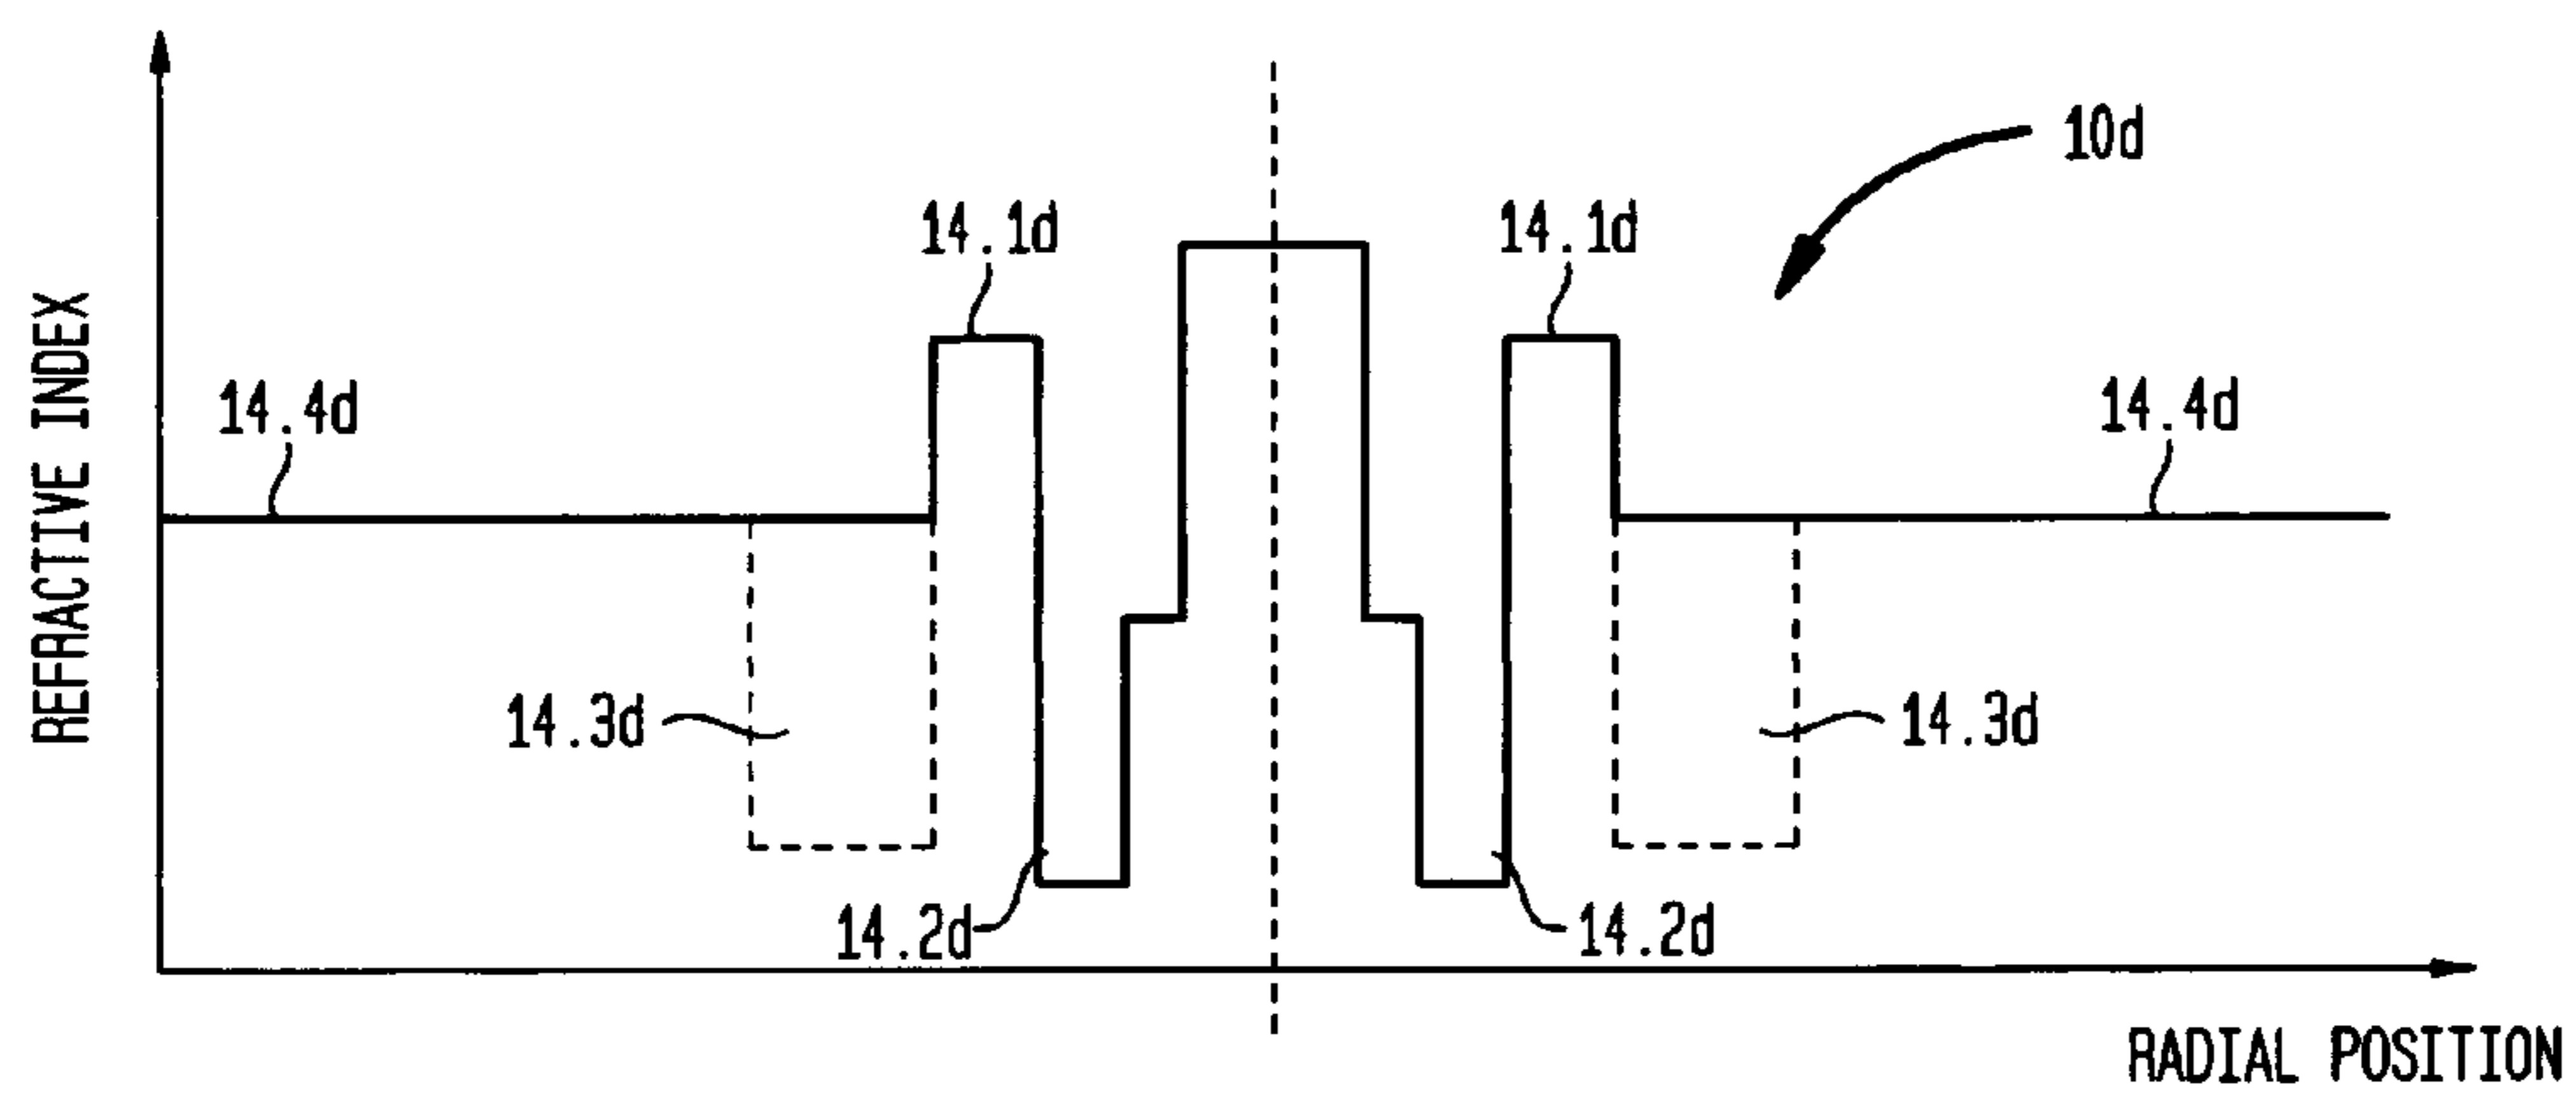 10d
14.1d
14.1d
14.4d
14.4d
REFRACTIVE INDEX
14.3d
14.3d
14.2d
14.2d
RADIAL POSITION